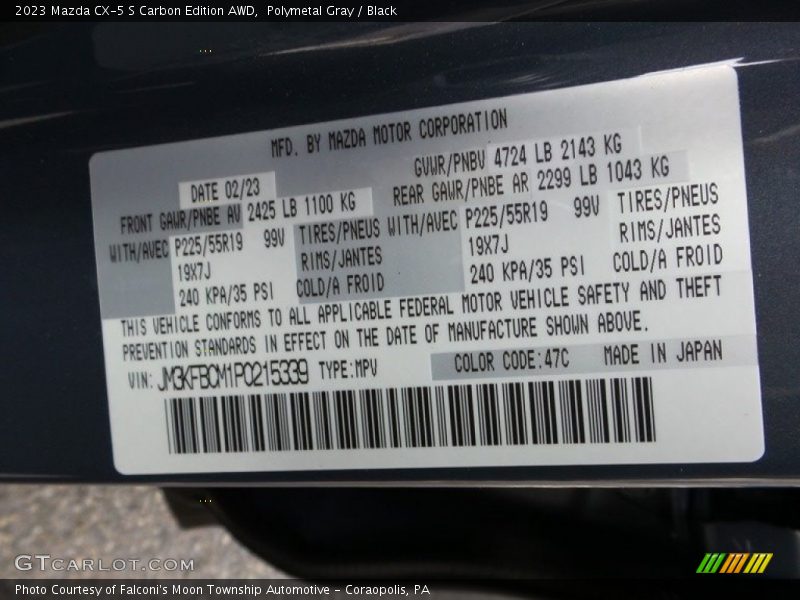 2023 Mazda CX-5 S Carbon Edition AWD, Polymetal Gray / Black
MFD. BY MAZDA MOTOR CORPORATION
DATE 02/23 GVWR/PNBV 4724 LB 2143 KG
FRONT GAWR/PNBE AV 2425 LB 1100 KG REAR GAWR/PNBE AR 2299 LB 1043 KG
WITH/AVEC P225/55R19 99V TIRES/PNEUS WITH/AVEC P225/55R19 99V TIRES/PNEUS
19X7J RIMS/JANTES 19X7J RIMS/JANTES
240 KPA/35 PSI COLD/A FROID 240 KPA/35 PSI COLD/A FROID
THIS VEHICLE CONFORMS TO ALL APPLICABLE FEDERAL MOTOR VEHICLE SAFETY AND THEFT
PREVENTION STANDARDS IN EFFECT ON THE DATE OF MANUFACTURE SHOWN ABOVE.
VIN: JM3KFBCM1P0215339 TYPE:MPV COLOR CODE:47C MADE IN JAPAN
GTCARLOT.COM
Photo Courtesy of Falconi's Moon Township Automotive - Coraopolis, PA